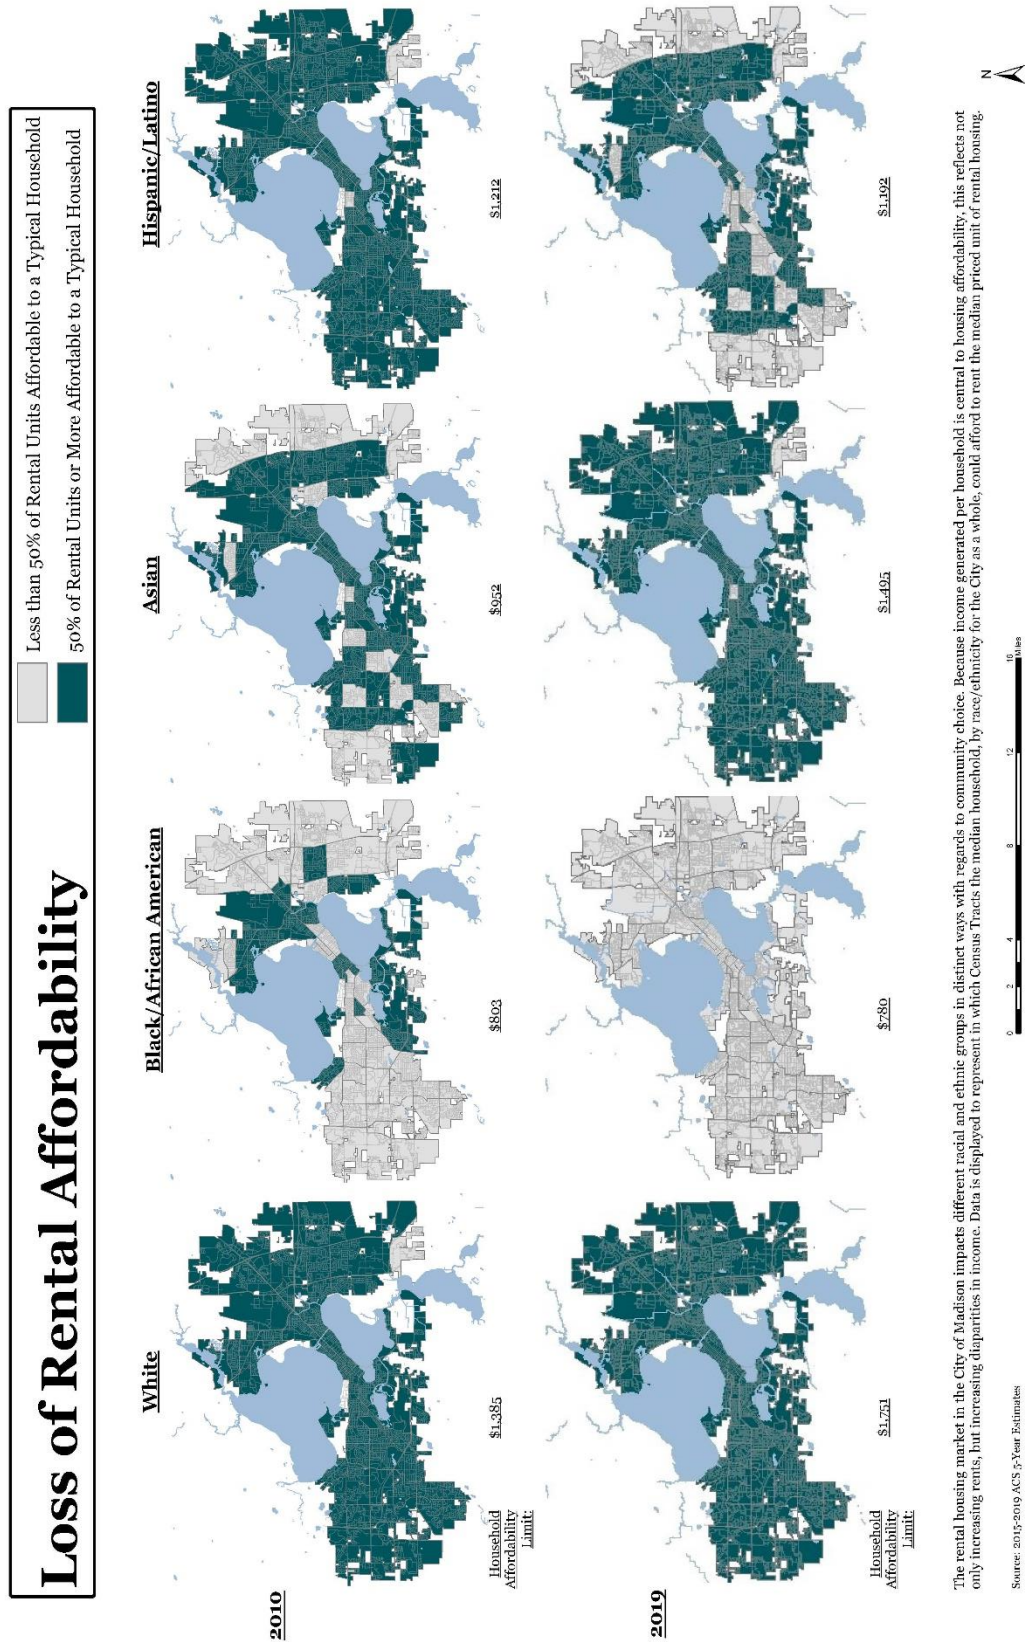 Loss of Rental Affordability
Less than 50% of Rental Units Affordable to a Typical Household
50% of Rental Units or More Affordable to a Typical Household
White
Black/African American
Asian
Hispanic/Latino
2010
Household
Affordability
Limit:
$1,385
$803
$952
$1,212
2019
Household
Affordability
Limit:
$1,751
$780
$1,495
$1,192
The rental housing market in the City of Madison impacts different racial and ethnic groups in distinct ways with regards to community choice. Because income generated per household is central to housing affordability, this reflects not
only increasing rents, but increasing diaparities in income. Data is displayed to represent in which Census Tracts the median household, by race/ethnicity for the City as a whole, could afford to rent the median priced unit of rental housing.
N
Source: 2015-2019 ACS 5-Year Estimates
0 2 4 8 12 16
Miles